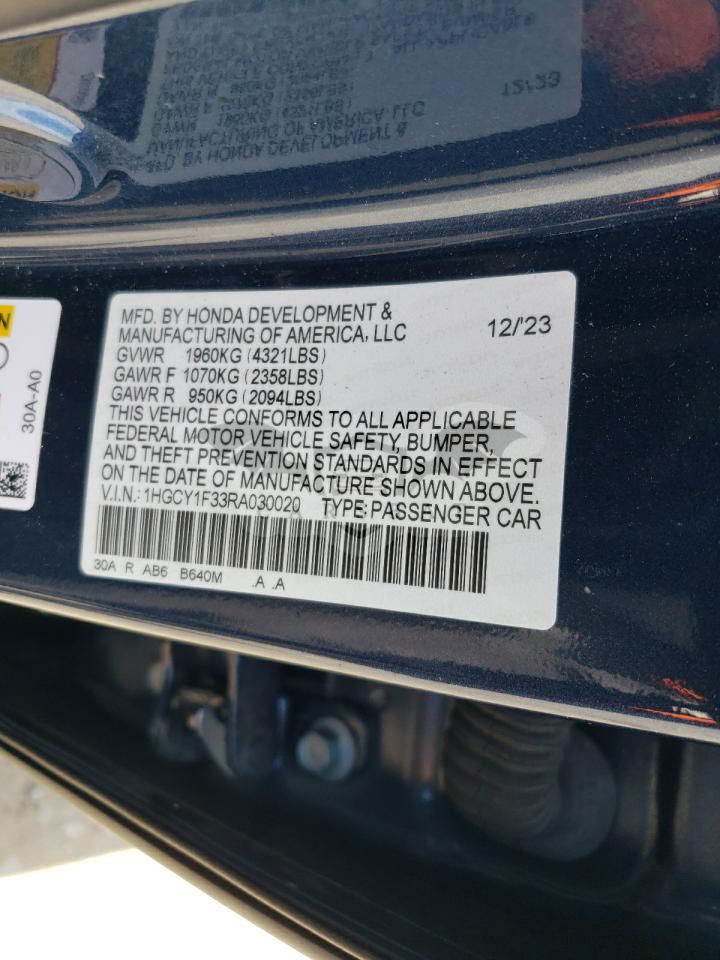 MFD. BY HONDA DEVELOPMENT &
MANUFACTURING OF AMERICA, LLC
12/'23
GVWR 1960KG (4321LBS)
GAWR F 1070KG (2358LBS)
GAWR R 950KG (2094LBS)
THIS VEHICLE CONFORMS TO ALL APPLICABLE
FEDERAL MOTOR VEHICLE SAFETY, BUMPER,
AND THEFT PREVENTION STANDARDS IN EFFECT
ON THE DATE OF MANUFACTURE SHOWN ABOVE.
V.I.N.: 1HGCY1F33RA030020 TYPE: PASSENGER CAR
30A R AB6 B640M .A .A
30A-A0